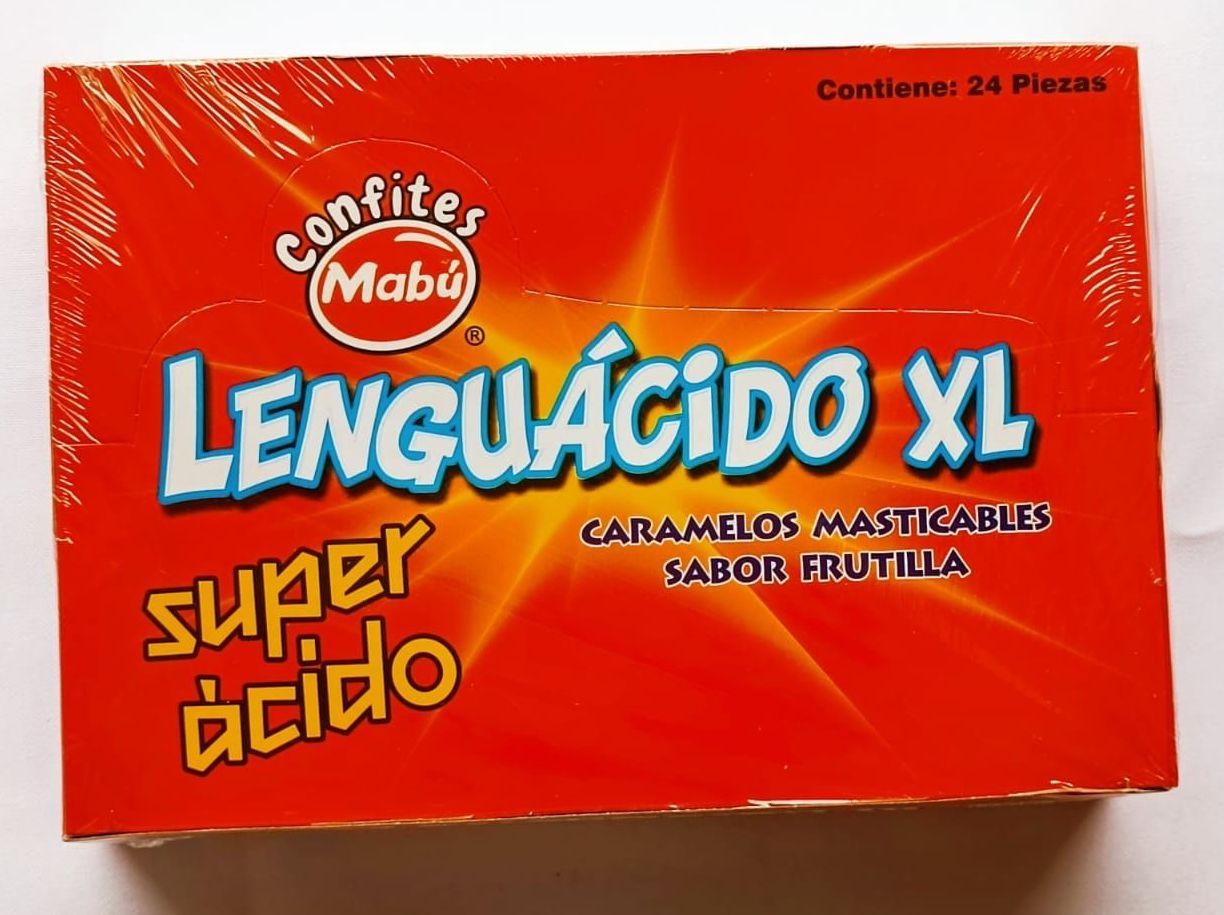 Contiene: 24 Piezas
Confites
Mabú
®
LENGUÁCiDO XL
CARAMELOS MASTICABLES
SABOR FRUTILLA
super
ácido